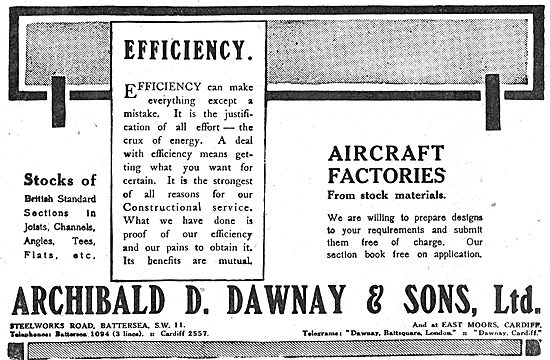 EFFICIENCY.
EFFICIENCY can make
everything except a
mistake. It is the justifi-
cation of all effort — the
crux of energy. A deal
with efficiency means get-
ting what you want for
certain. It is the strongest
of all reasons for our
Constructional service.
What we have done is
proof of our efficiency
and our pains to obtain it.
Its benefits are mutual.
Stocks of
British Standard
Sections in
Joists, Channels,
Angles, Tees,
Flats, etc.
AIRCRAFT
FACTORIES
From stock materials.
We are willing to prepare designs
to your requirements and submit
them free of charge. Our
section book free on application.
ARCHIBALD D. DAWNAY & SONS, Ltd.
STEELWORKS ROAD, BATTERSEA, S.W. 11.
And at EAST MOORS, CARDIFF.
Telephones: Battersea 1094 (3 lines). :: Cardiff 2557.
Telegrams: "Dawnay, Battsquare, London." :: "Dawnay, Cardiff."